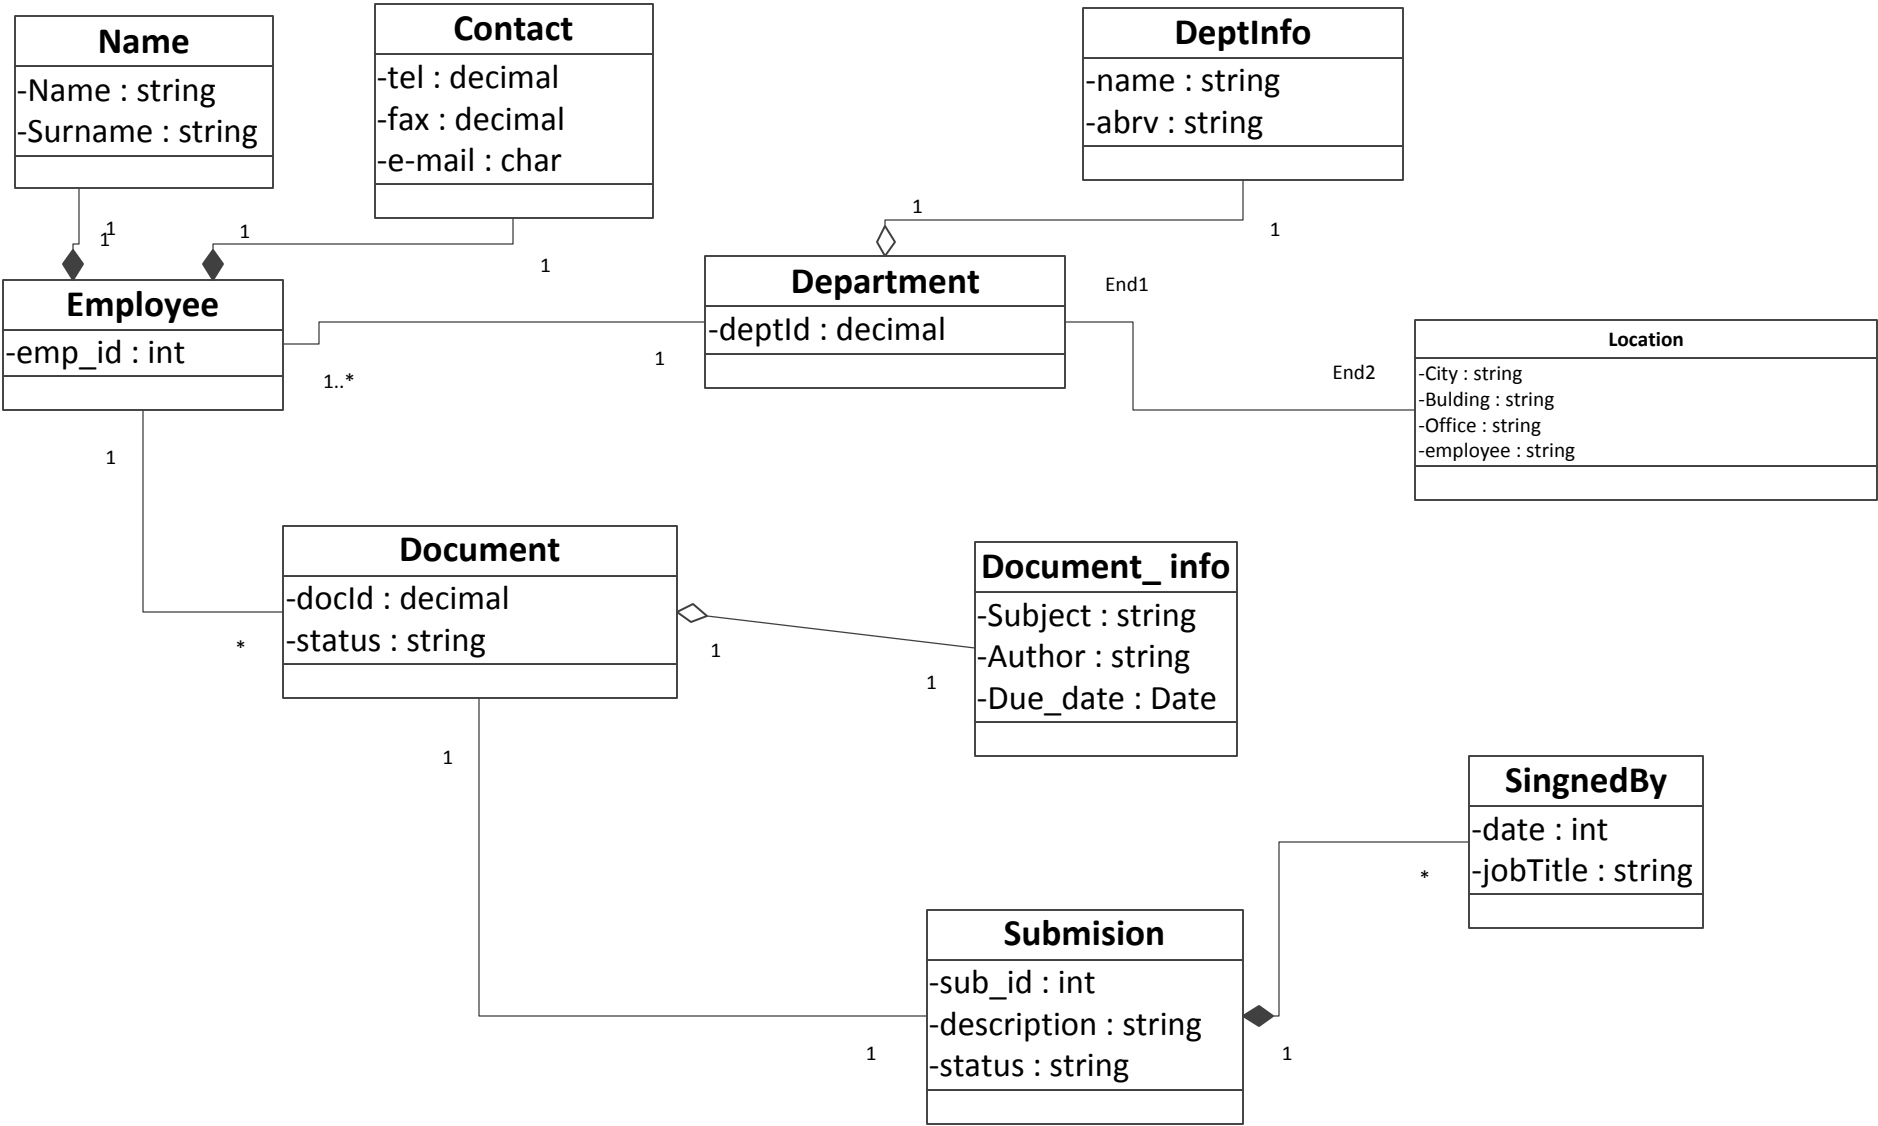 Name
-Name : string
-Surname : string
Contact
-tel : decimal
-fax : decimal
-e-mail : char
DeptInfo
-name : string
-abrv : string
1
1
1
1
1
1
Employee
-emp_id : int
1..*
1
Department
-deptId : decimal
End1
End2
Location
-City : string
-Bulding : string
-Office : string
-employee : string
1
*
Document
-docId : decimal
-status : string
1
1
Document_ info
-Subject : string
-Author : string
-Due_date : Date
1
1
Submision
-sub_id : int
-description : string
-status : string
1
*
SingnedBy
-date : int
-jobTitle : string